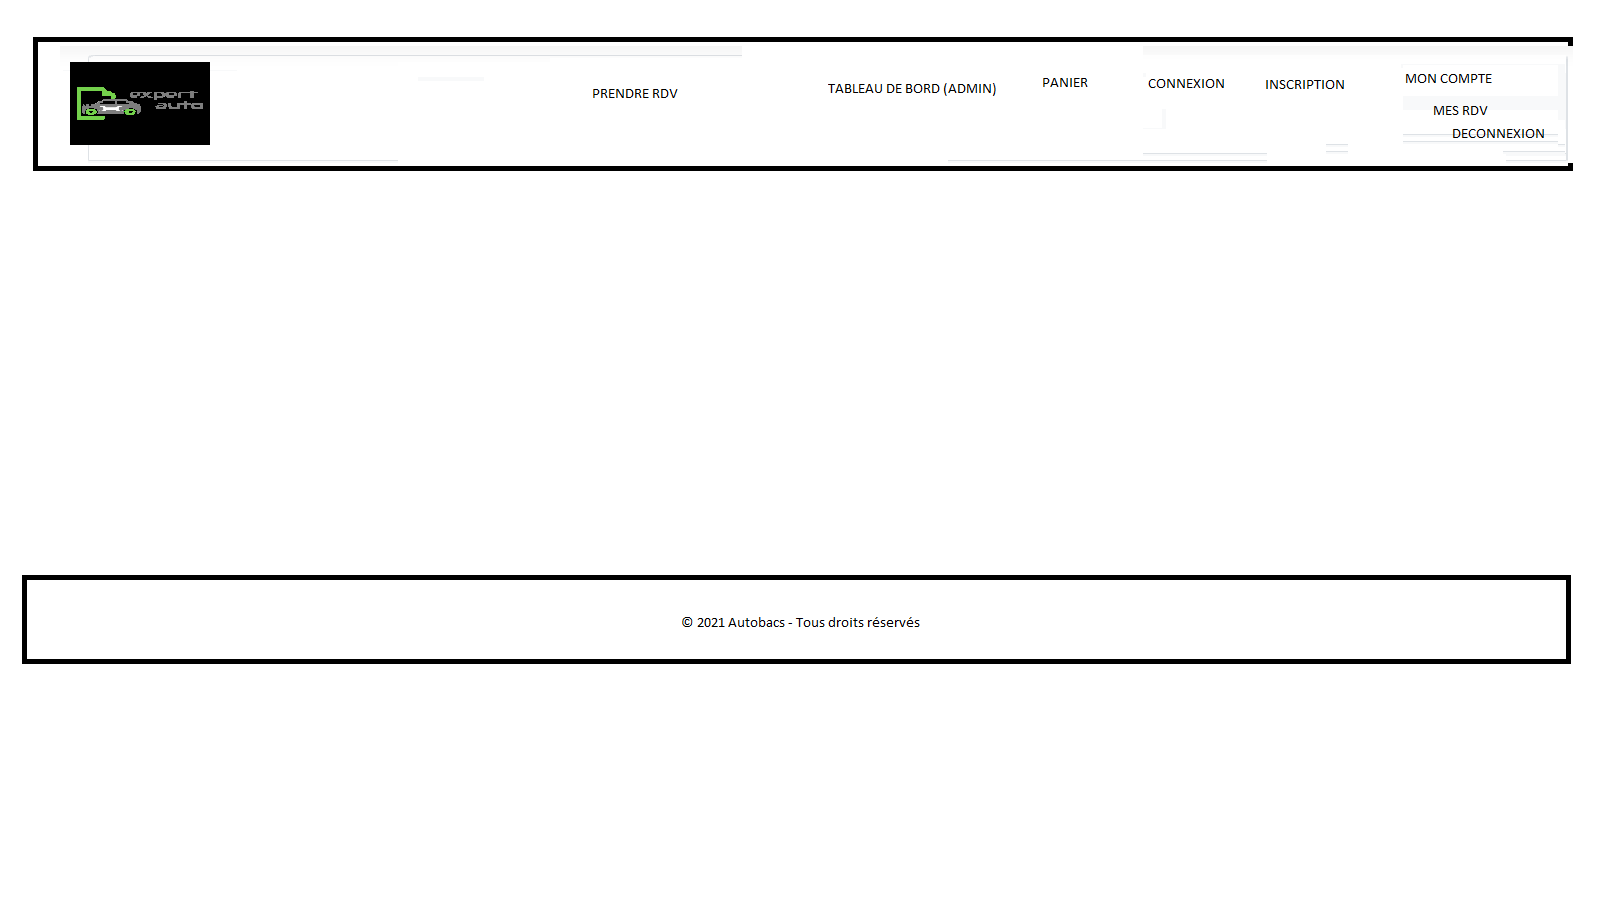 expert
auto
PRENDRE RDV
TABLEAU DE BORD (ADMIN)
PANIER
CONNEXION
INSCRIPTION
MON COMPTE
MES RDV
DECONNEXION
© 2021 Autobacs - Tous droits réservés